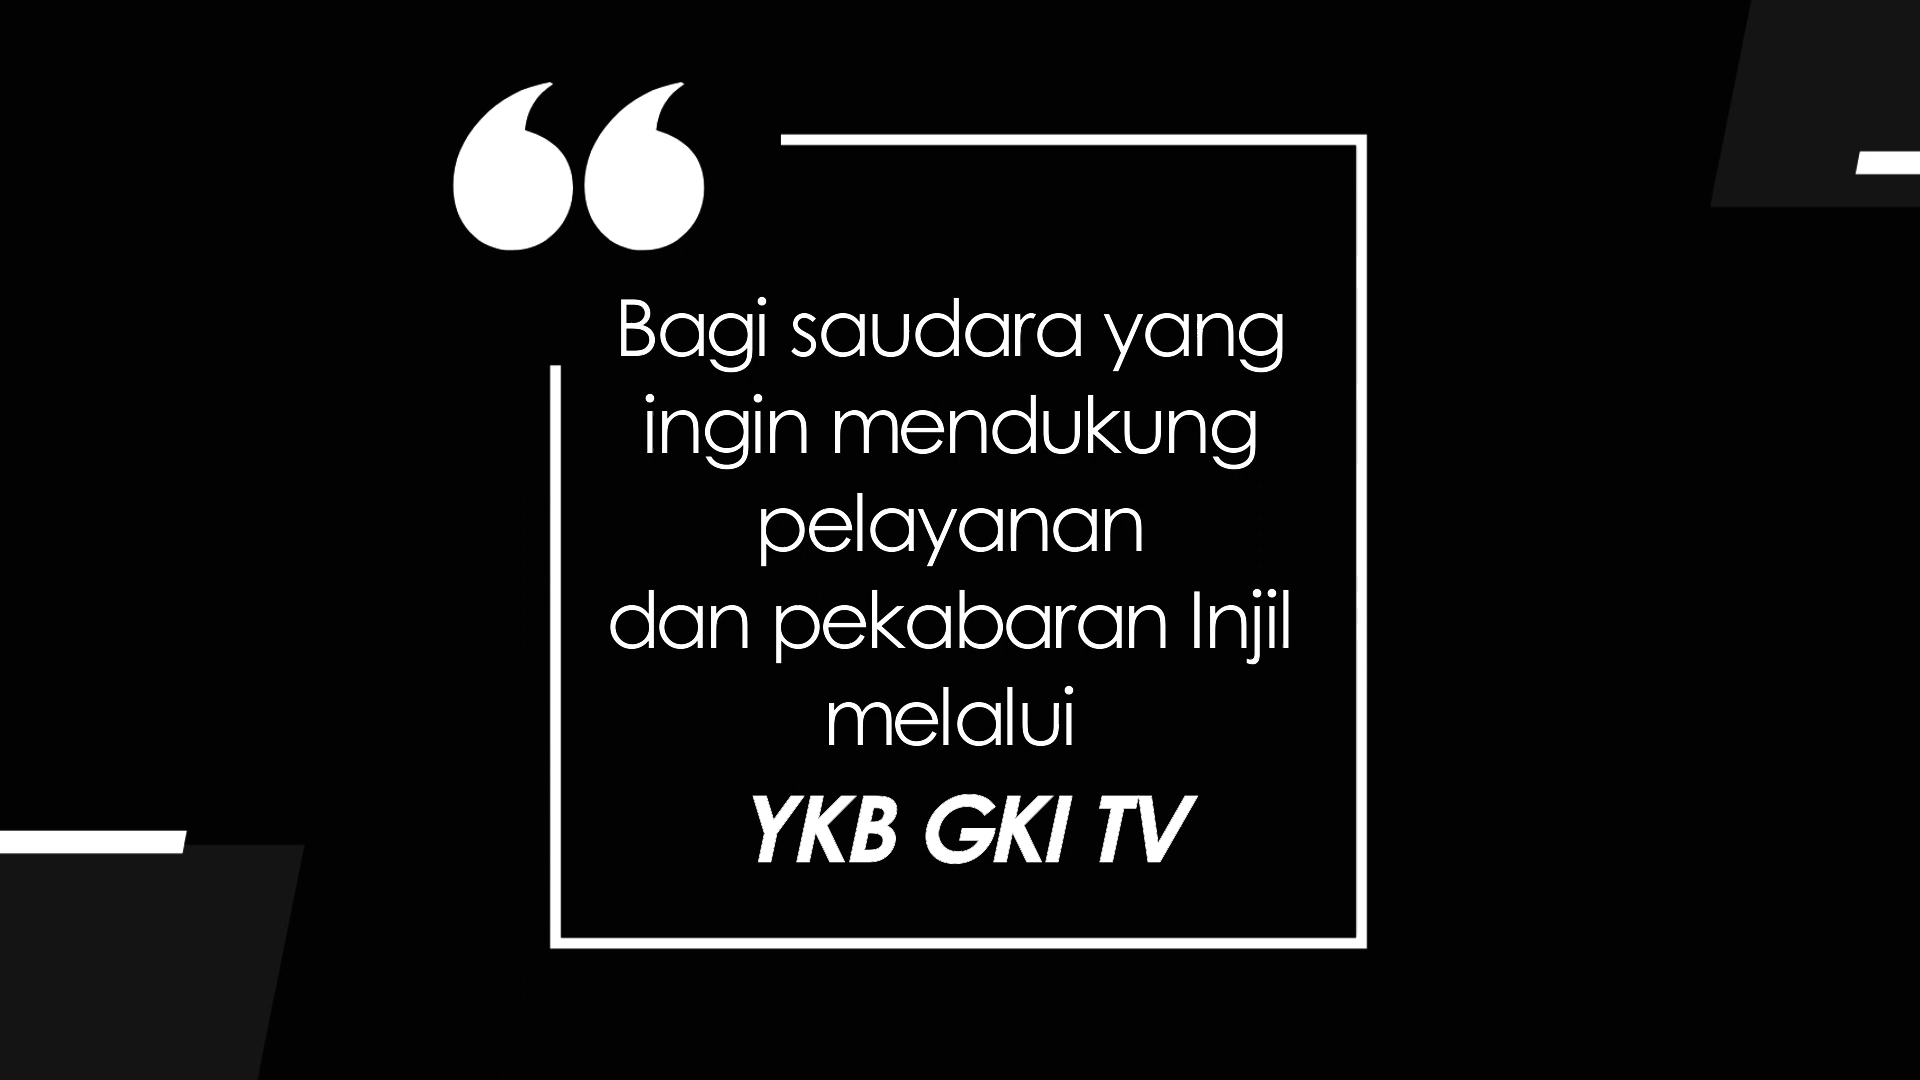 Bagi saudara yang
ingin mendukung
pelayanan
dan pekabaran Injil
melalui
YKB GKI TV